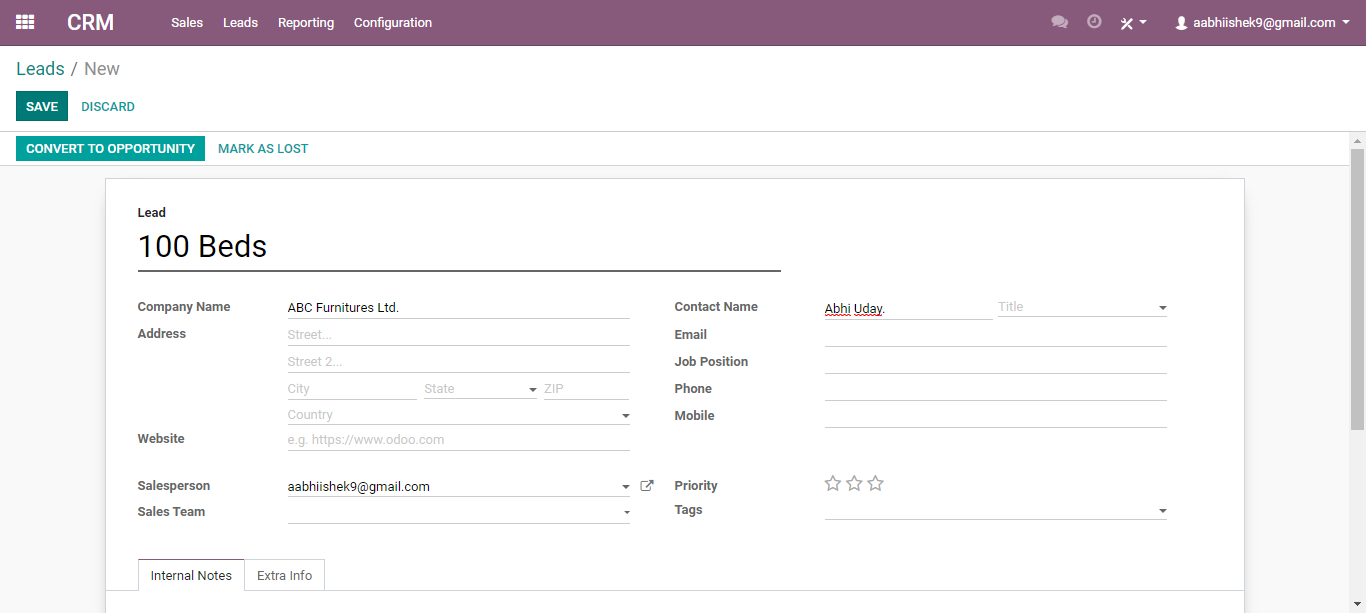 CRM Sales Leads Reporting Configuration aabhiishek9@gmail.com
Leads / New
SAVE DISCARD
CONVERT TO OPPORTUNITY MARK AS LOST
Lead
100 Beds
Company Name ABC Furnitures Ltd. Contact Name Abhi Uday. Title
Address Street... Email
Street 2... Job Position
City State ZIP Phone
Country Mobile
Website e.g. https://www.odoo.com
Salesperson aabhiishek9@gmail.com Priority
Sales Team Tags
Internal Notes Extra Info